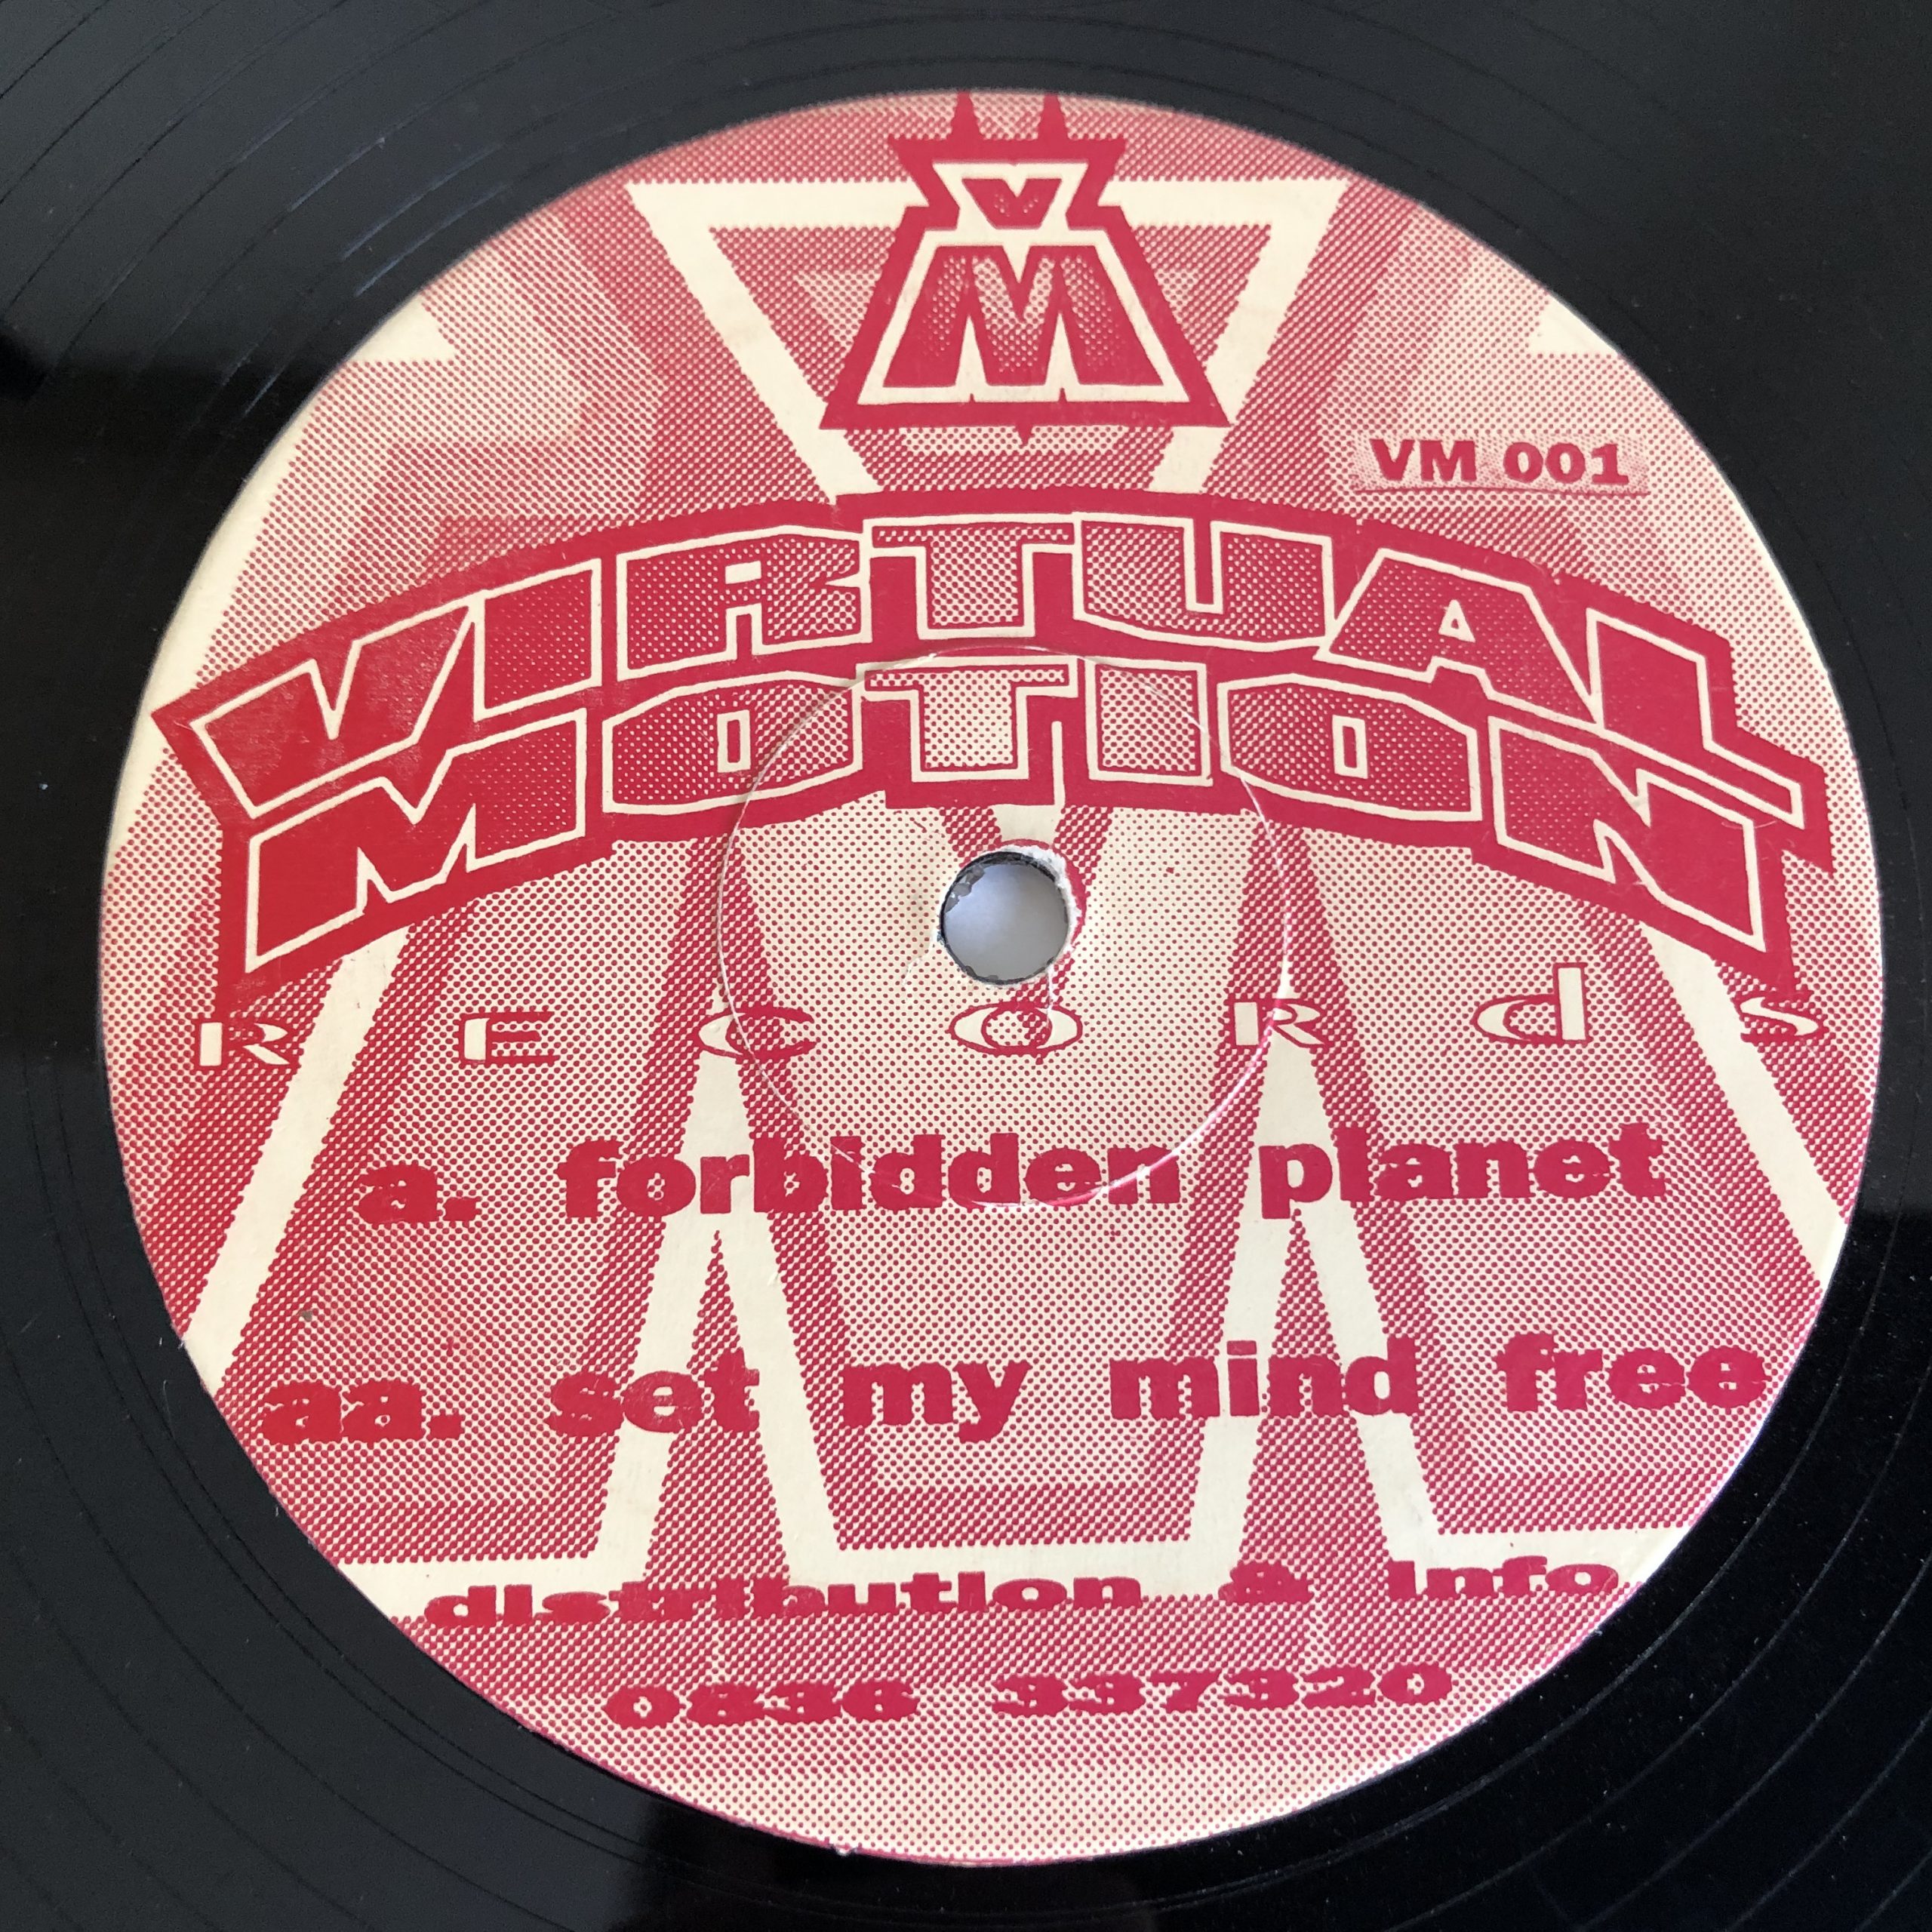 V
M
VM 001
VIRTUAL
MOTION
RECORdS
a. forbidden planet
aa. set my mind free
distribution & info
0836 337320